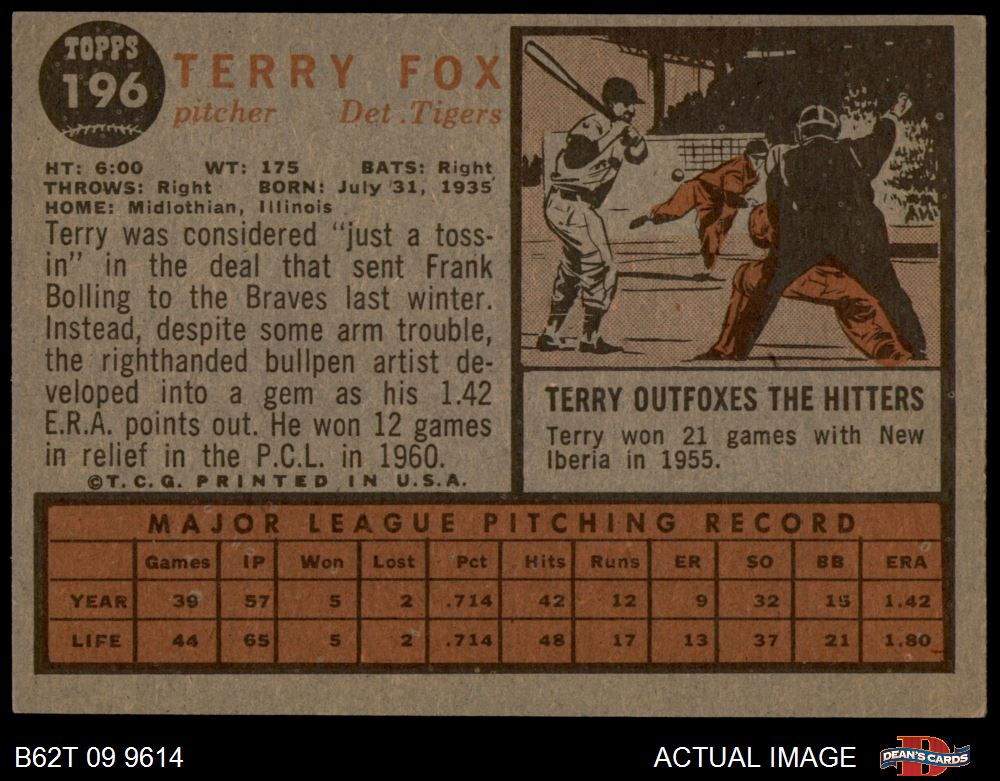 TOPPS
196
TERRY FOX
pitcher Det. Tigers
HT: 6:00 WT: 175 BATS: Right
THROWS: Right BORN: July 31, 1935
HOME: Midlothian, Illinois
Terry was considered "just a toss-
in" in the deal that sent Frank
Bolling to the Braves last winter.
Instead, despite some arm trouble,
the righthanded bullpen artist de-
veloped into a gem as his 1.42
E.R.A. points out. He won 12 games
in relief in the P.C.L. in 1960.
©T.C.G. PRINTED IN U.S.A.
TERRY OUTFOXES THE HITTERS
Terry won 21 games with New
Iberia in 1955.
MAJOR LEAGUE PITCHING RECORD
Games IP Won Lost Pct Hits Runs ER SO BB ERA
YEAR 39 57 5 2 .714 42 12 9 32 15 1.42
LIFE 44 65 5 2 .714 48 17 13 37 21 1.80
B62T 09 9614 ACTUAL IMAGE DEAN'S CARDS